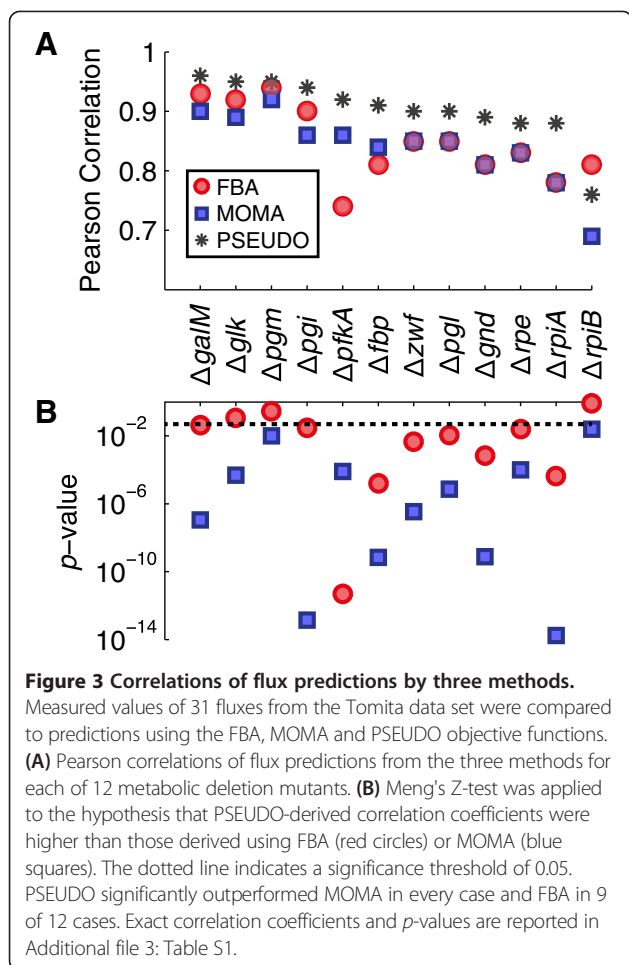 A
Pearson Correlation
1
0.9
0.8
0.7
FBA
MOMA
PSEUDO
ΔgalM
Δglk
Δpgm
Δpgi
ΔpfkA
Δfbp
Δzwf
Δpgl
Δgnd
Δrpe
ΔrpiA
ΔrpiB
B
p–value
10−2
10−6
10−10
10−14
Figure 3 Correlations of flux predictions by three methods.
Measured values of 31 fluxes from the Tomita data set were compared
to predictions using the FBA, MOMA and PSEUDO objective functions.
(A) Pearson correlations of flux predictions from the three methods for
each of 12 metabolic deletion mutants. (B) Meng's Z-test was applied
to the hypothesis that PSEUDO-derived correlation coefficients were
higher than those derived using FBA (red circles) or MOMA (blue
squares). The dotted line indicates a significance threshold of 0.05.
PSEUDO significantly outperformed MOMA in every case and FBA in 9
of 12 cases. Exact correlation coefficients and p-values are reported in
Additional file 3: Table S1.